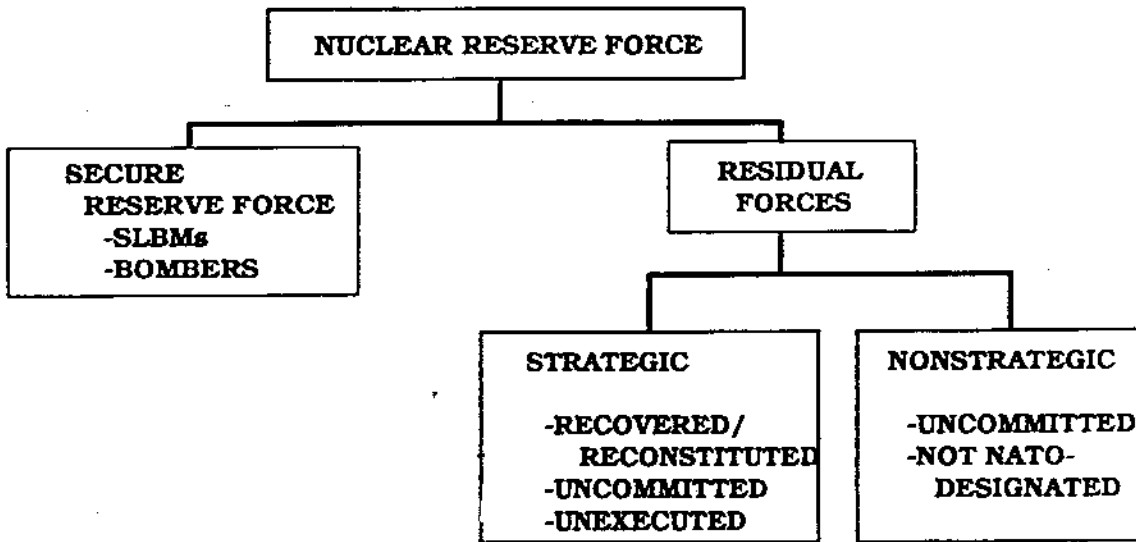 NUCLEAR RESERVE FORCE
SECURE
RESERVE FORCE
-SLBMs
-BOMBERS
RESIDUAL
FORCES
STRATEGIC
-RECOVERED/
RECONSTITUTED
-UNCOMMITTED
-UNEXECUTED
NONSTRATEGIC
-UNCOMMITTED
-NOT NATO-
DESIGNATED